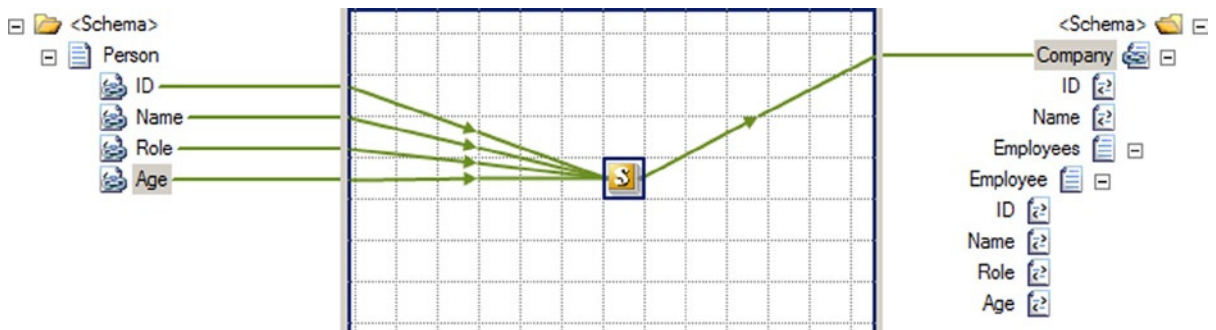 <Schema>
Person
ID
Name
Role
Age
S
<Schema>
Company
ID
Name
Employees
Employee
ID
Name
Role
Age